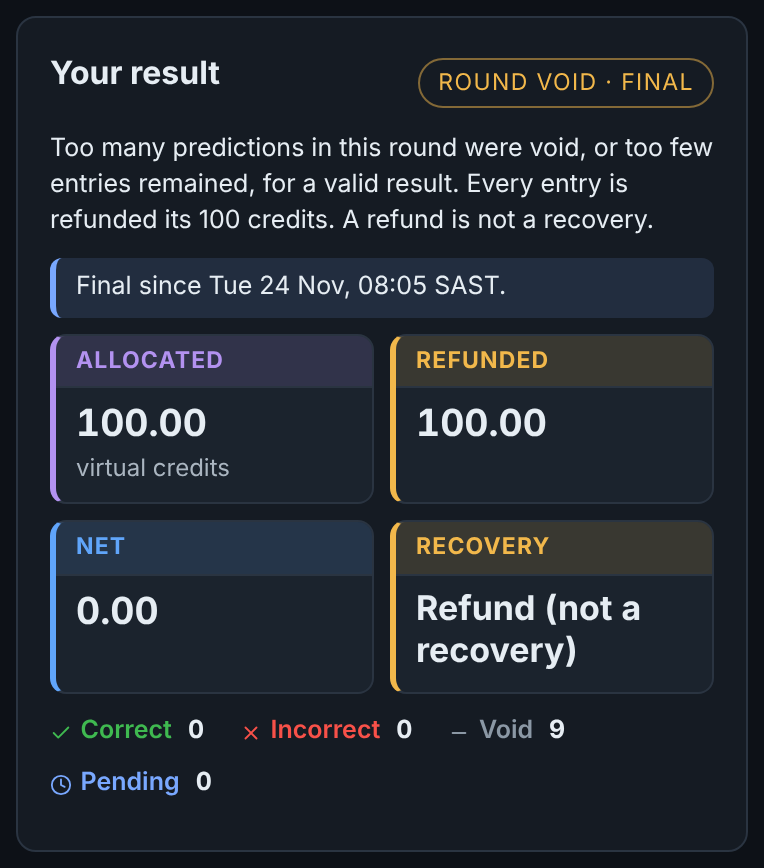 Your result
ROUND VOID · FINAL
Too many predictions in this round were void, or too few
entries remained, for a valid result. Every entry is
refunded its 100 credits. A refund is not a recovery.
Final since Tue 24 Nov, 08:05 SAST.
ALLOCATED
100.00
virtual credits
REFUNDED
100.00
NET
0.00
RECOVERY
Refund (not a
recovery)
Correct 0 Incorrect 0 Void 9
Pending 0